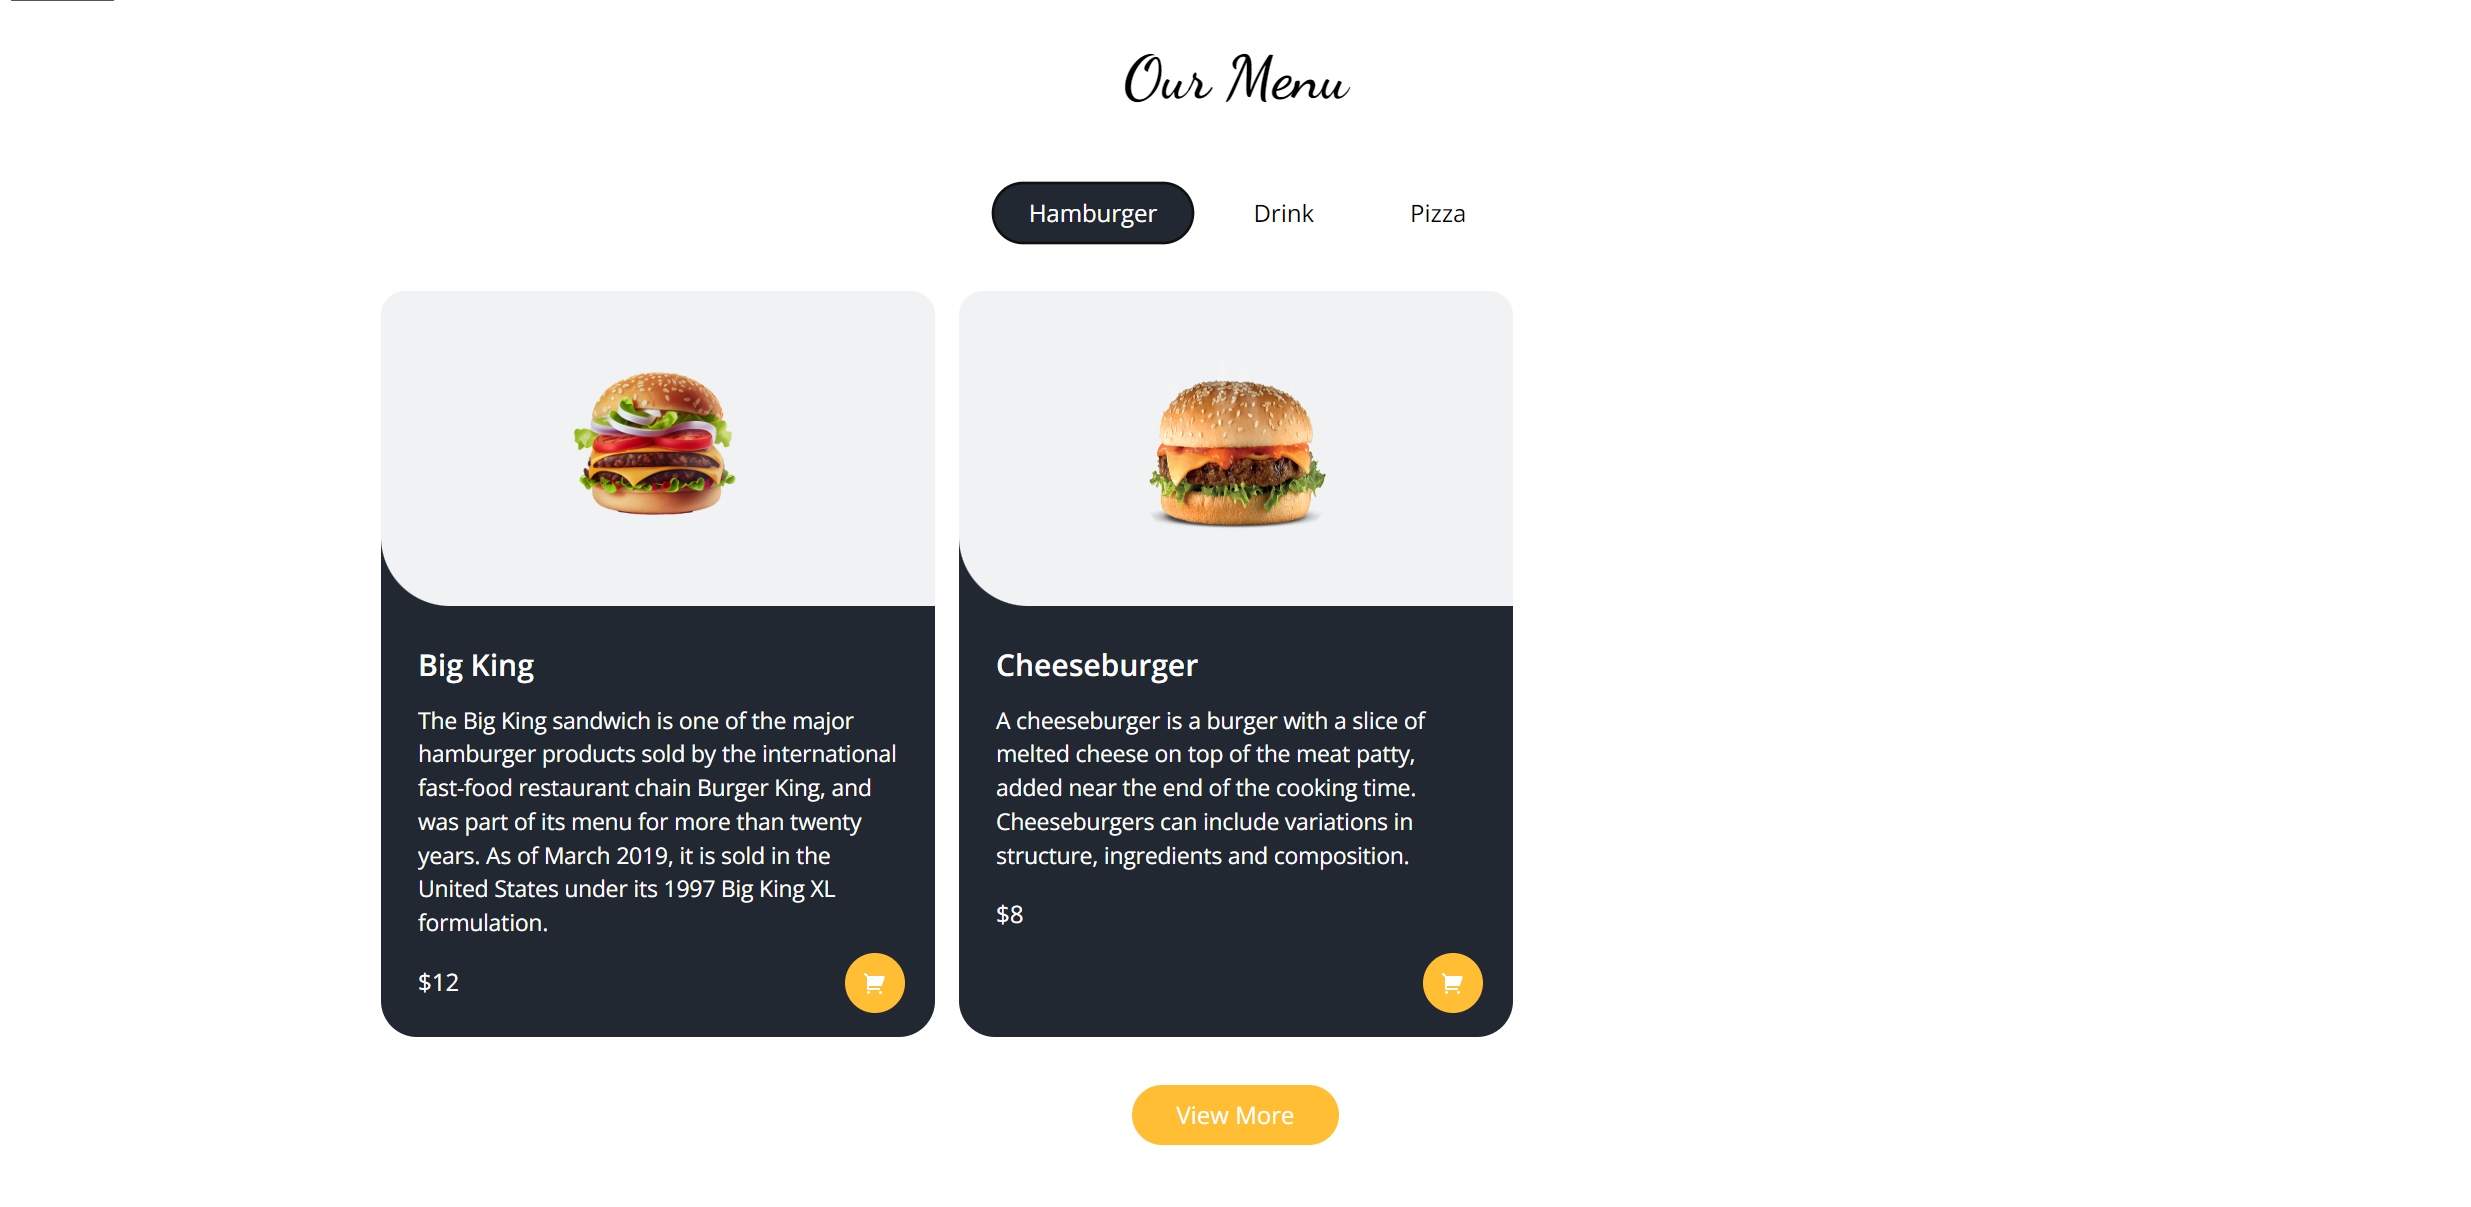 Our Menu
Hamburger
Drink
Pizza
Big King
The Big King sandwich is one of the major
hamburger products sold by the international
fast-food restaurant chain Burger King, and
was part of its menu for more than twenty
years. As of March 2019, it is sold in the
United States under its 1997 Big King XL
formulation.
$12
Cheeseburger
A cheeseburger is a burger with a slice of
melted cheese on top of the meat patty,
added near the end of the cooking time.
Cheeseburgers can include variations in
structure, ingredients and composition.
$8
View More